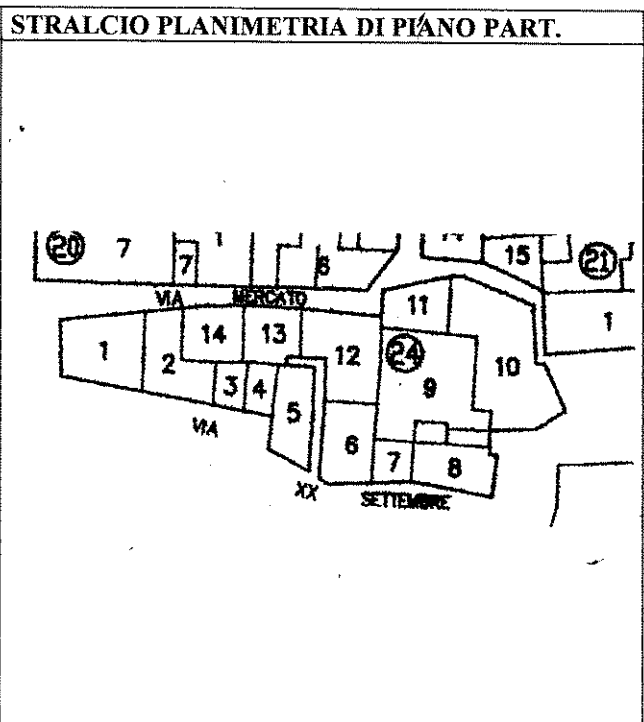 STRALCIO PLANIMETRIA DI PIANO PART.
20 7 1 15 21
7 8
VIA MERCATO
11 1
14 13
1 2 12 24 10
3 4 9
5
VIA
6 7 8
XX SETTEMBRE